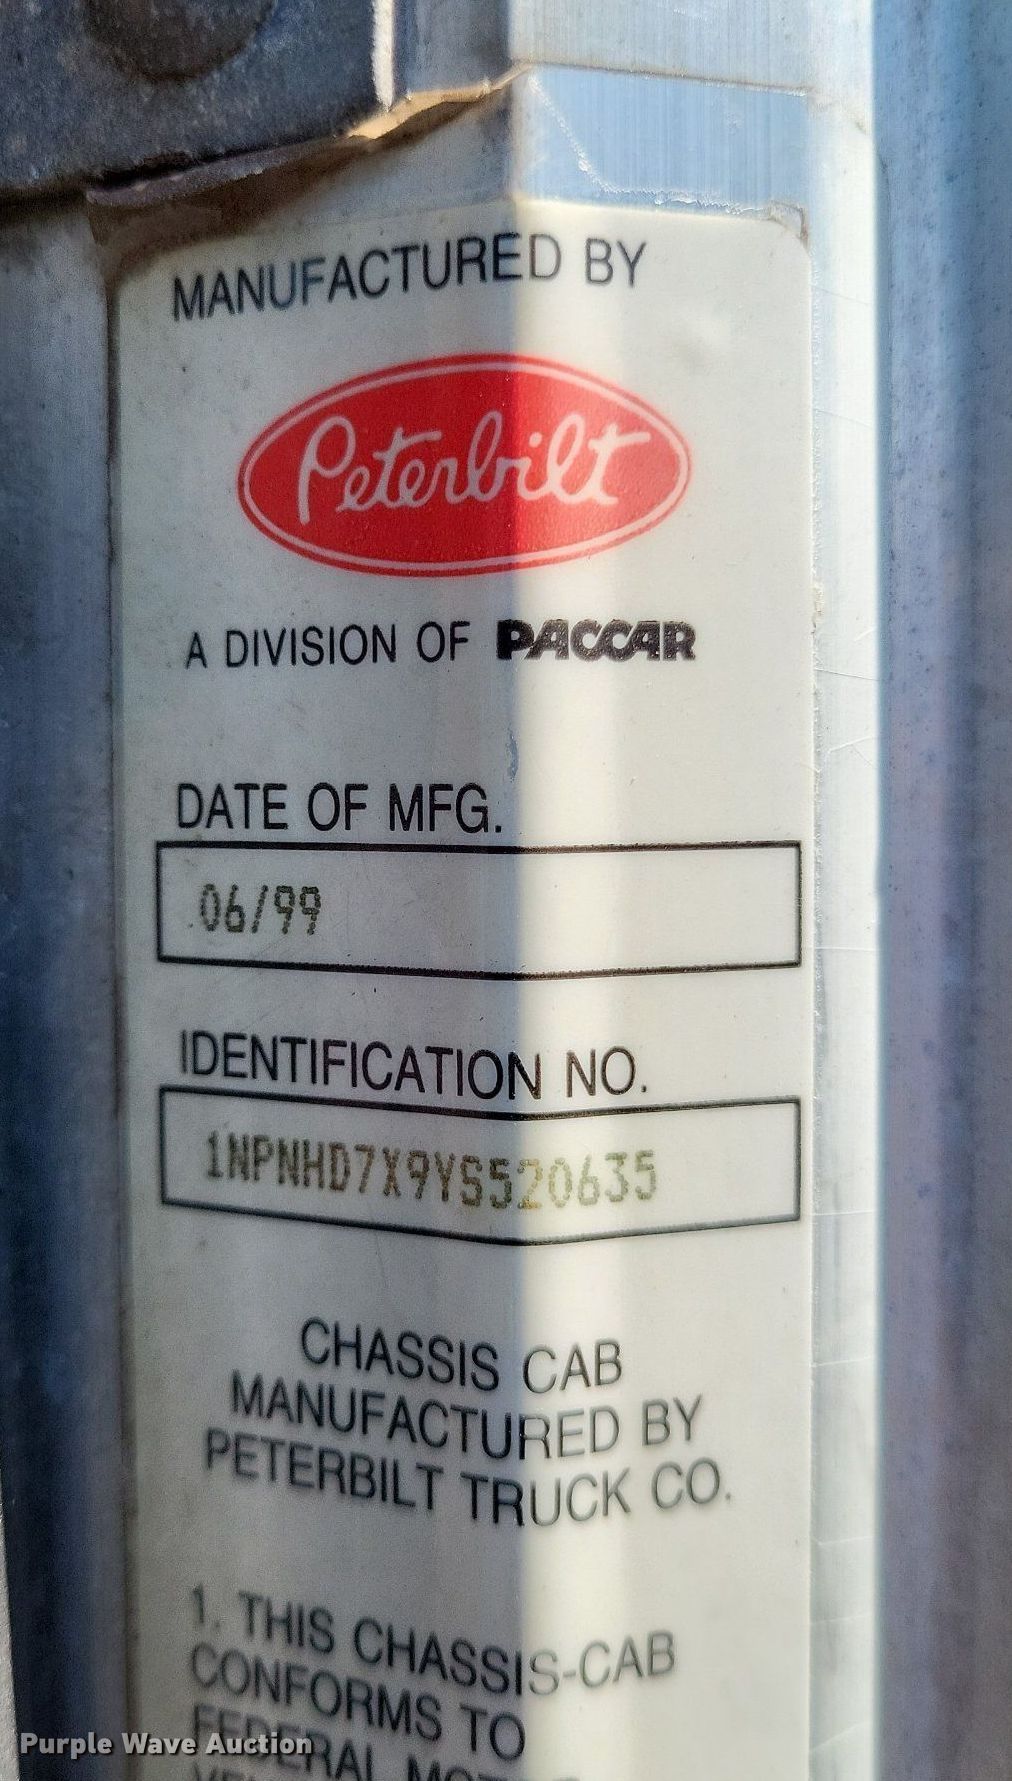 MANUFACTURED BY
Peterbilt
A DIVISION OF PACCAR
DATE OF MFG.
06/99
IDENTIFICATION NO.
1NPNHD7X9YS520635
CHASSIS CAB
MANUFACTURED BY
PETERBILT TRUCK CO.
1. THIS CHASSIS-CAB
CONFORMS TO
FEDERAL
Purple Wave Auction